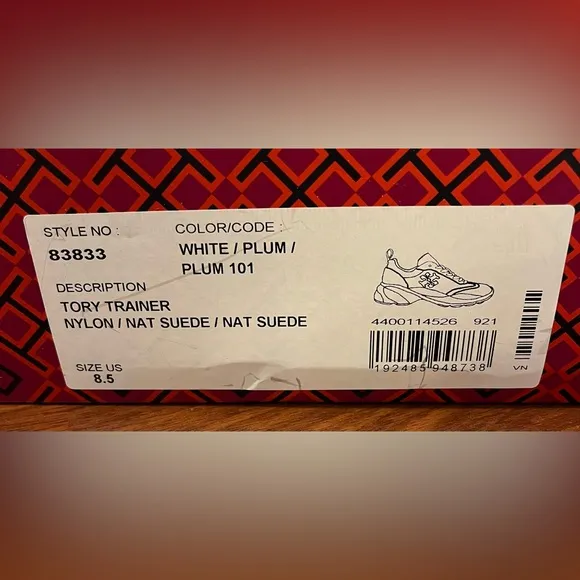 STYLE NO : COLOR/CODE :
83833 WHITE / PLUM /
PLUM 101
DESCRIPTION
TORY TRAINER
NYLON / NAT SUEDE / NAT SUEDE
4400114526 921
SIZE US
8.5
192485 948738
VN